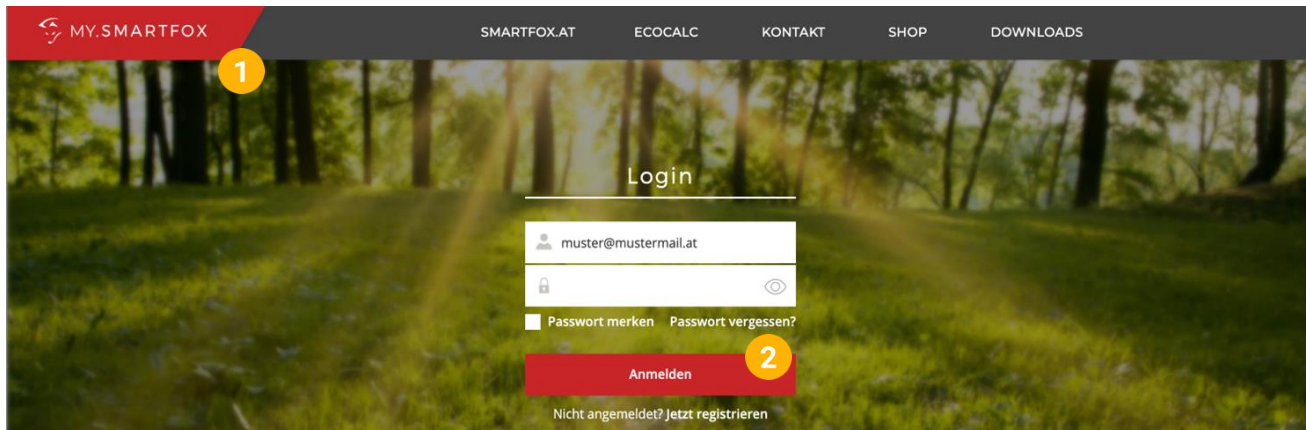 MY.SMARTFOX SMARTFOX.AT ECOCALC KONTAKT SHOP DOWNLOADS
1
Login
muster@mustermail.at
Passwort merken Passwort vergessen?
2
Anmelden
Nicht angemeldet? Jetzt registrieren